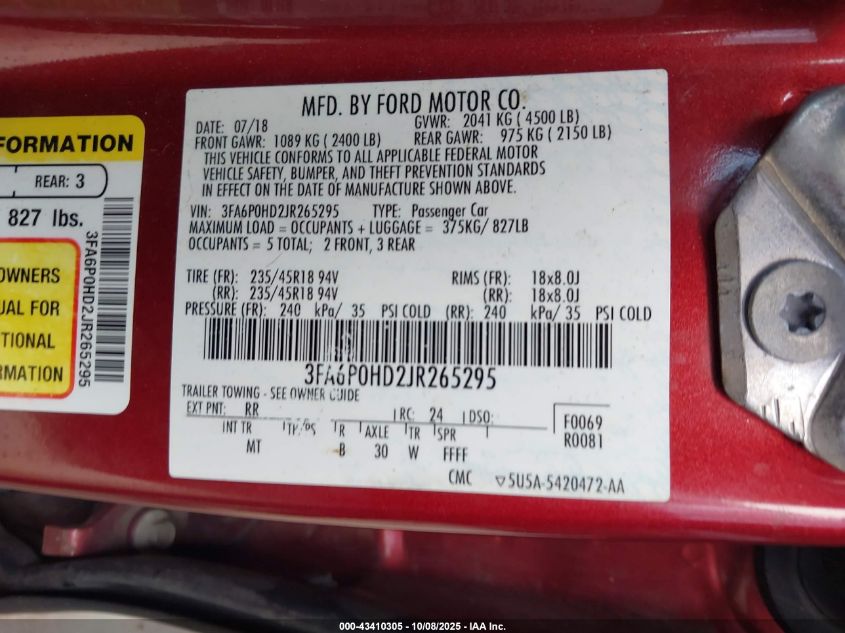 FORMATION
REAR: 3
827 lbs.
OWNERS
UAL FOR
TIONAL
RMATION
3FA6P0HD2JR265295
MFD. BY FORD MOTOR CO.
DATE: 07/18 GVWR: 2041 KG ( 4500 LB)
FRONT GAWR: 1089 KG ( 2400 LB) REAR GAWR: 975 KG ( 2150 LB)
THIS VEHICLE CONFORMS TO ALL APPLICABLE FEDERAL MOTOR
VEHICLE SAFETY, BUMPER, AND THEFT PREVENTION STANDARDS
IN EFFECT ON THE DATE OF MANUFACTURE SHOWN ABOVE.
VIN: 3FA6P0HD2JR265295 TYPE: Passenger Car
MAXIMUM LOAD = OCCUPANTS + LUGGAGE = 375KG/ 827LB
OCCUPANTS = 5 TOTAL; 2 FRONT, 3 REAR
TIRE (FR): 235/45R18 94V RIMS (FR): 18x8.0J
(RR): 235/45R18 94V (RR): 18x8.0J
PRESSURE (FR): 240 kPa/ 35 PSI COLD (RR): 240 kPa/ 35 PSI COLD
3FA6P0HD2JR265295
TRAILER TOWING - SEE OWNER GUIDE
EXT PNT: RR RC: 24 DSO: F0069
R0081
INT TR TP/PS R AXLE TR SPR
MT B 30 W FFFF
CMC ▽5U5A-5420472-AA
000-43410305 - 10/08/2025 - IAA Inc.